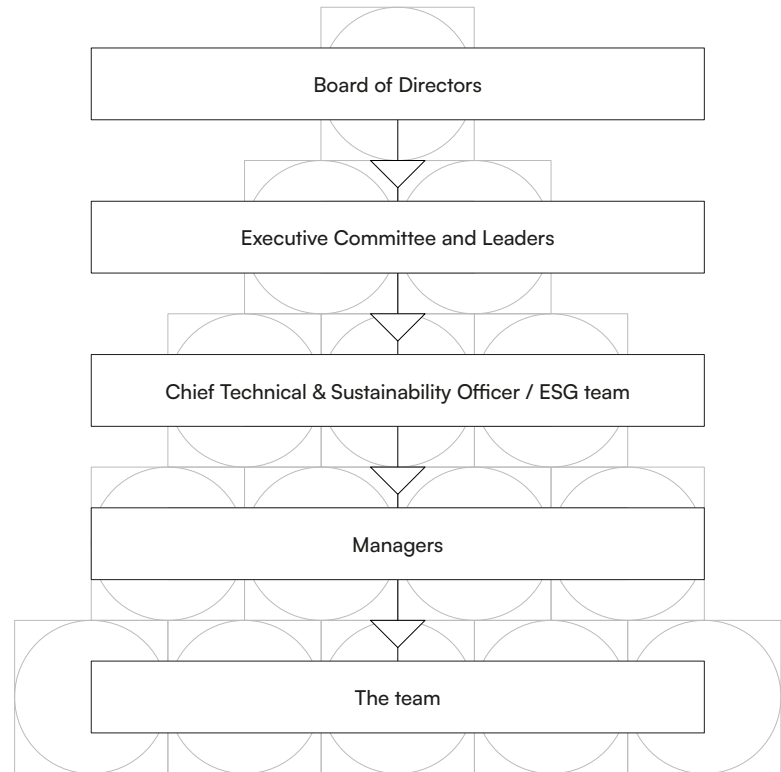 Board of Directors
Executive Committee and Leaders
Chief Technical & Sustainability Officer / ESG team
Managers
The team